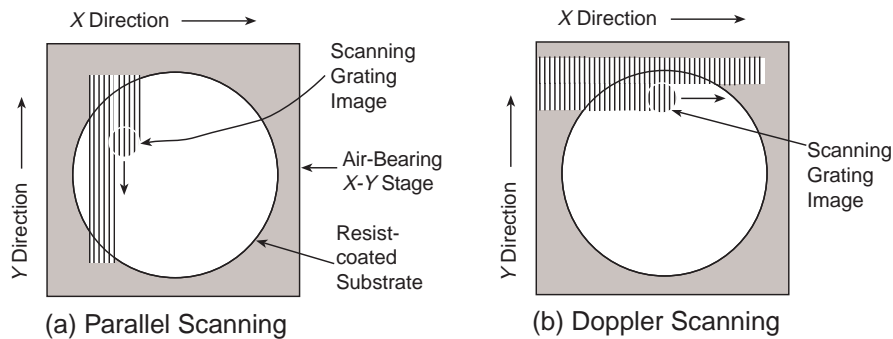 X Direction
Scanning
Grating
Image
Y Direction
Air-Bearing
X-Y Stage
Resist-
coated
Substrate
(a) Parallel Scanning
X Direction
Y Direction
Scanning
Grating
Image
(b) Doppler Scanning